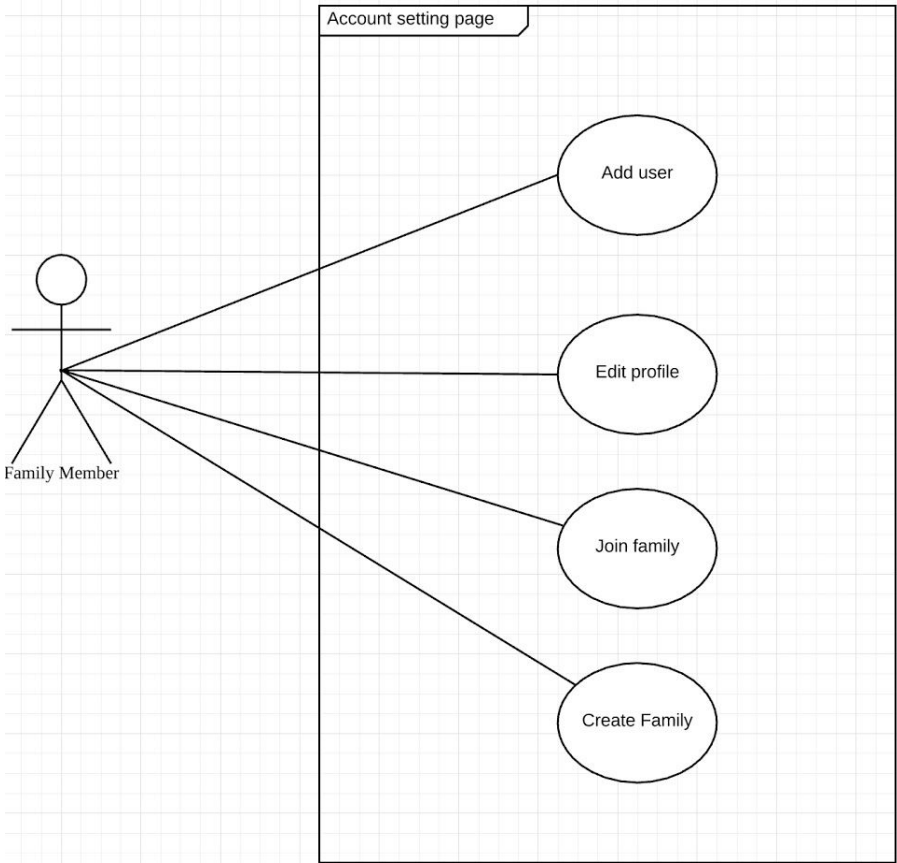 Account setting page
Add user
Edit profile
Family Member
Join family
Create Family